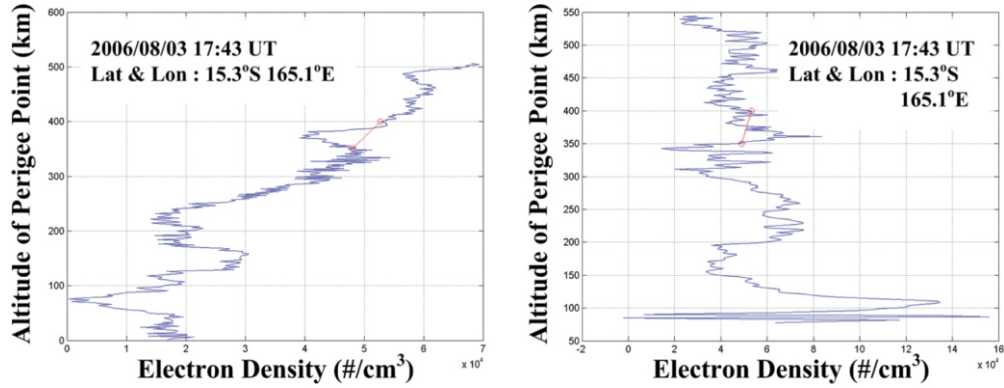 Altitude of Perigee Point (km)
600
500
400
300
200
100
0
2006/08/03 17:43 UT
Lat & Lon : 15.3°S 165.1°E
0 1 2 3 4 5 6 7
x 10⁴
Electron Density (#/cm³)
Altitude of Perigee Point (km)
550
500
450
400
350
300
250
200
150
100
50
2006/08/03 17:43 UT
Lat & Lon : 15.3°S
165.1°E
-2 0 2 4 6 8 10 12 14 16
x 10⁴
Electron Density (#/cm³)